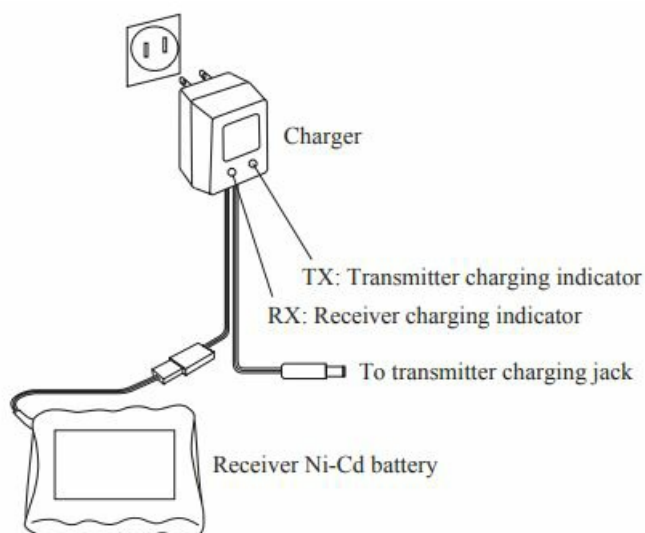 Charger
TX: Transmitter charging indicator
RX: Receiver charging indicator
To transmitter charging jack
Receiver Ni-Cd battery